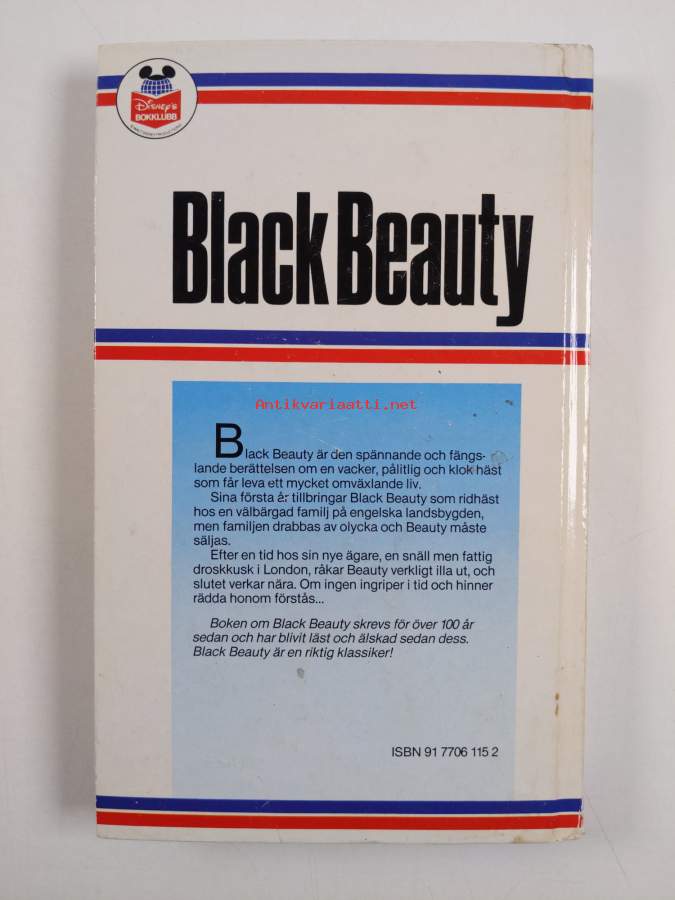 Disney's
BOKKLUBB
Black Beauty
Antikvariaatti.net
Black Beauty är den spännande och fängs-
lande berättelsen om en vacker, pålitlig och klok häst
som får leva ett mycket omväxlande liv.
Sina första år tillbringar Black Beauty som ridhäst
hos en välbärgad familj på engelska landsbygden,
men familjen drabbas av olycka och Beauty måste
säljas.
Efter en tid hos sin nye ägare, en snäll men fattig
droskkusk i London, råkar Beauty verkligt illa ut, och
slutet verkar nära. Om ingen ingriper i tid och hinner
rädda honom förstås...
Boken om Black Beauty skrevs för över 100 år
sedan och har blivit läst och älskad sedan dess.
Black Beauty är en riktig klassiker!
ISBN 91 7706 115 2